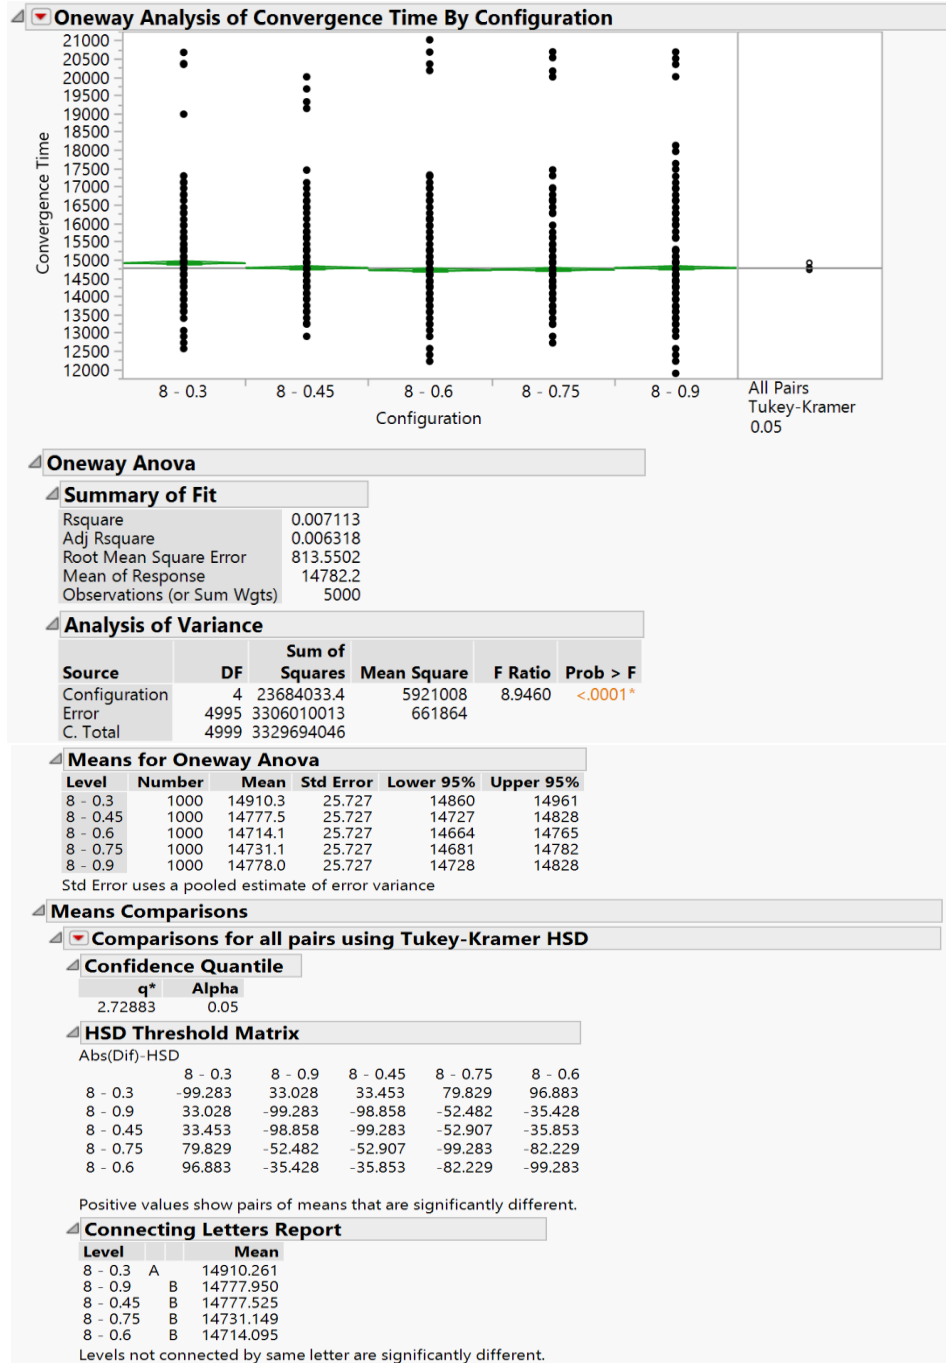 Oneway Analysis of Convergence Time By Configuration
21000
20500
20000
19500
19000
18500
18000
17500
17000
16500
16000
15500
15000
14500
14000
13500
13000
12500
12000
Convergence Time
8 - 0.3 8 - 0.45 8 - 0.6 8 - 0.75 8 - 0.9
Configuration
All Pairs
Tukey-Kramer
0.05
Oneway Anova
Summary of Fit
Rsquare 0.007113
Adj Rsquare 0.006318
Root Mean Square Error 813.5502
Mean of Response 14782.2
Observations (or Sum Wgts) 5000
Analysis of Variance
Sum of
Source DF Squares Mean Square F Ratio Prob > F
Configuration 4 23684033.4 5921008 8.9460 <.0001*
Error 4995 3306010013 661864
C. Total 4999 3329694046
Means for Oneway Anova
Level Number Mean Std Error Lower 95% Upper 95%
8 - 0.3 1000 14910.3 25.727 14860 14961
8 - 0.45 1000 14777.5 25.727 14727 14828
8 - 0.6 1000 14714.1 25.727 14664 14765
8 - 0.75 1000 14731.1 25.727 14681 14782
8 - 0.9 1000 14778.0 25.727 14728 14828
Std Error uses a pooled estimate of error variance
Means Comparisons
Comparisons for all pairs using Tukey-Kramer HSD
Confidence Quantile
q* Alpha
2.72883 0.05
HSD Threshold Matrix
Abs(Dif)-HSD
8 - 0.3 8 - 0.9 8 - 0.45 8 - 0.75 8 - 0.6
8 - 0.3 -99.283 33.028 33.453 79.829 96.883
8 - 0.9 33.028 -99.283 -98.858 -52.482 -35.428
8 - 0.45 33.453 -98.858 -99.283 -52.907 -35.853
8 - 0.75 79.829 -52.482 -52.907 -99.283 -82.229
8 - 0.6 96.883 -35.428 -35.853 -82.229 -99.283
Positive values show pairs of means that are significantly different.
Connecting Letters Report
Level Mean
8 - 0.3 A 14910.261
8 - 0.9 B 14777.950
8 - 0.45 B 14777.525
8 - 0.75 B 14731.149
8 - 0.6 B 14714.095
Levels not connected by same letter are significantly different.